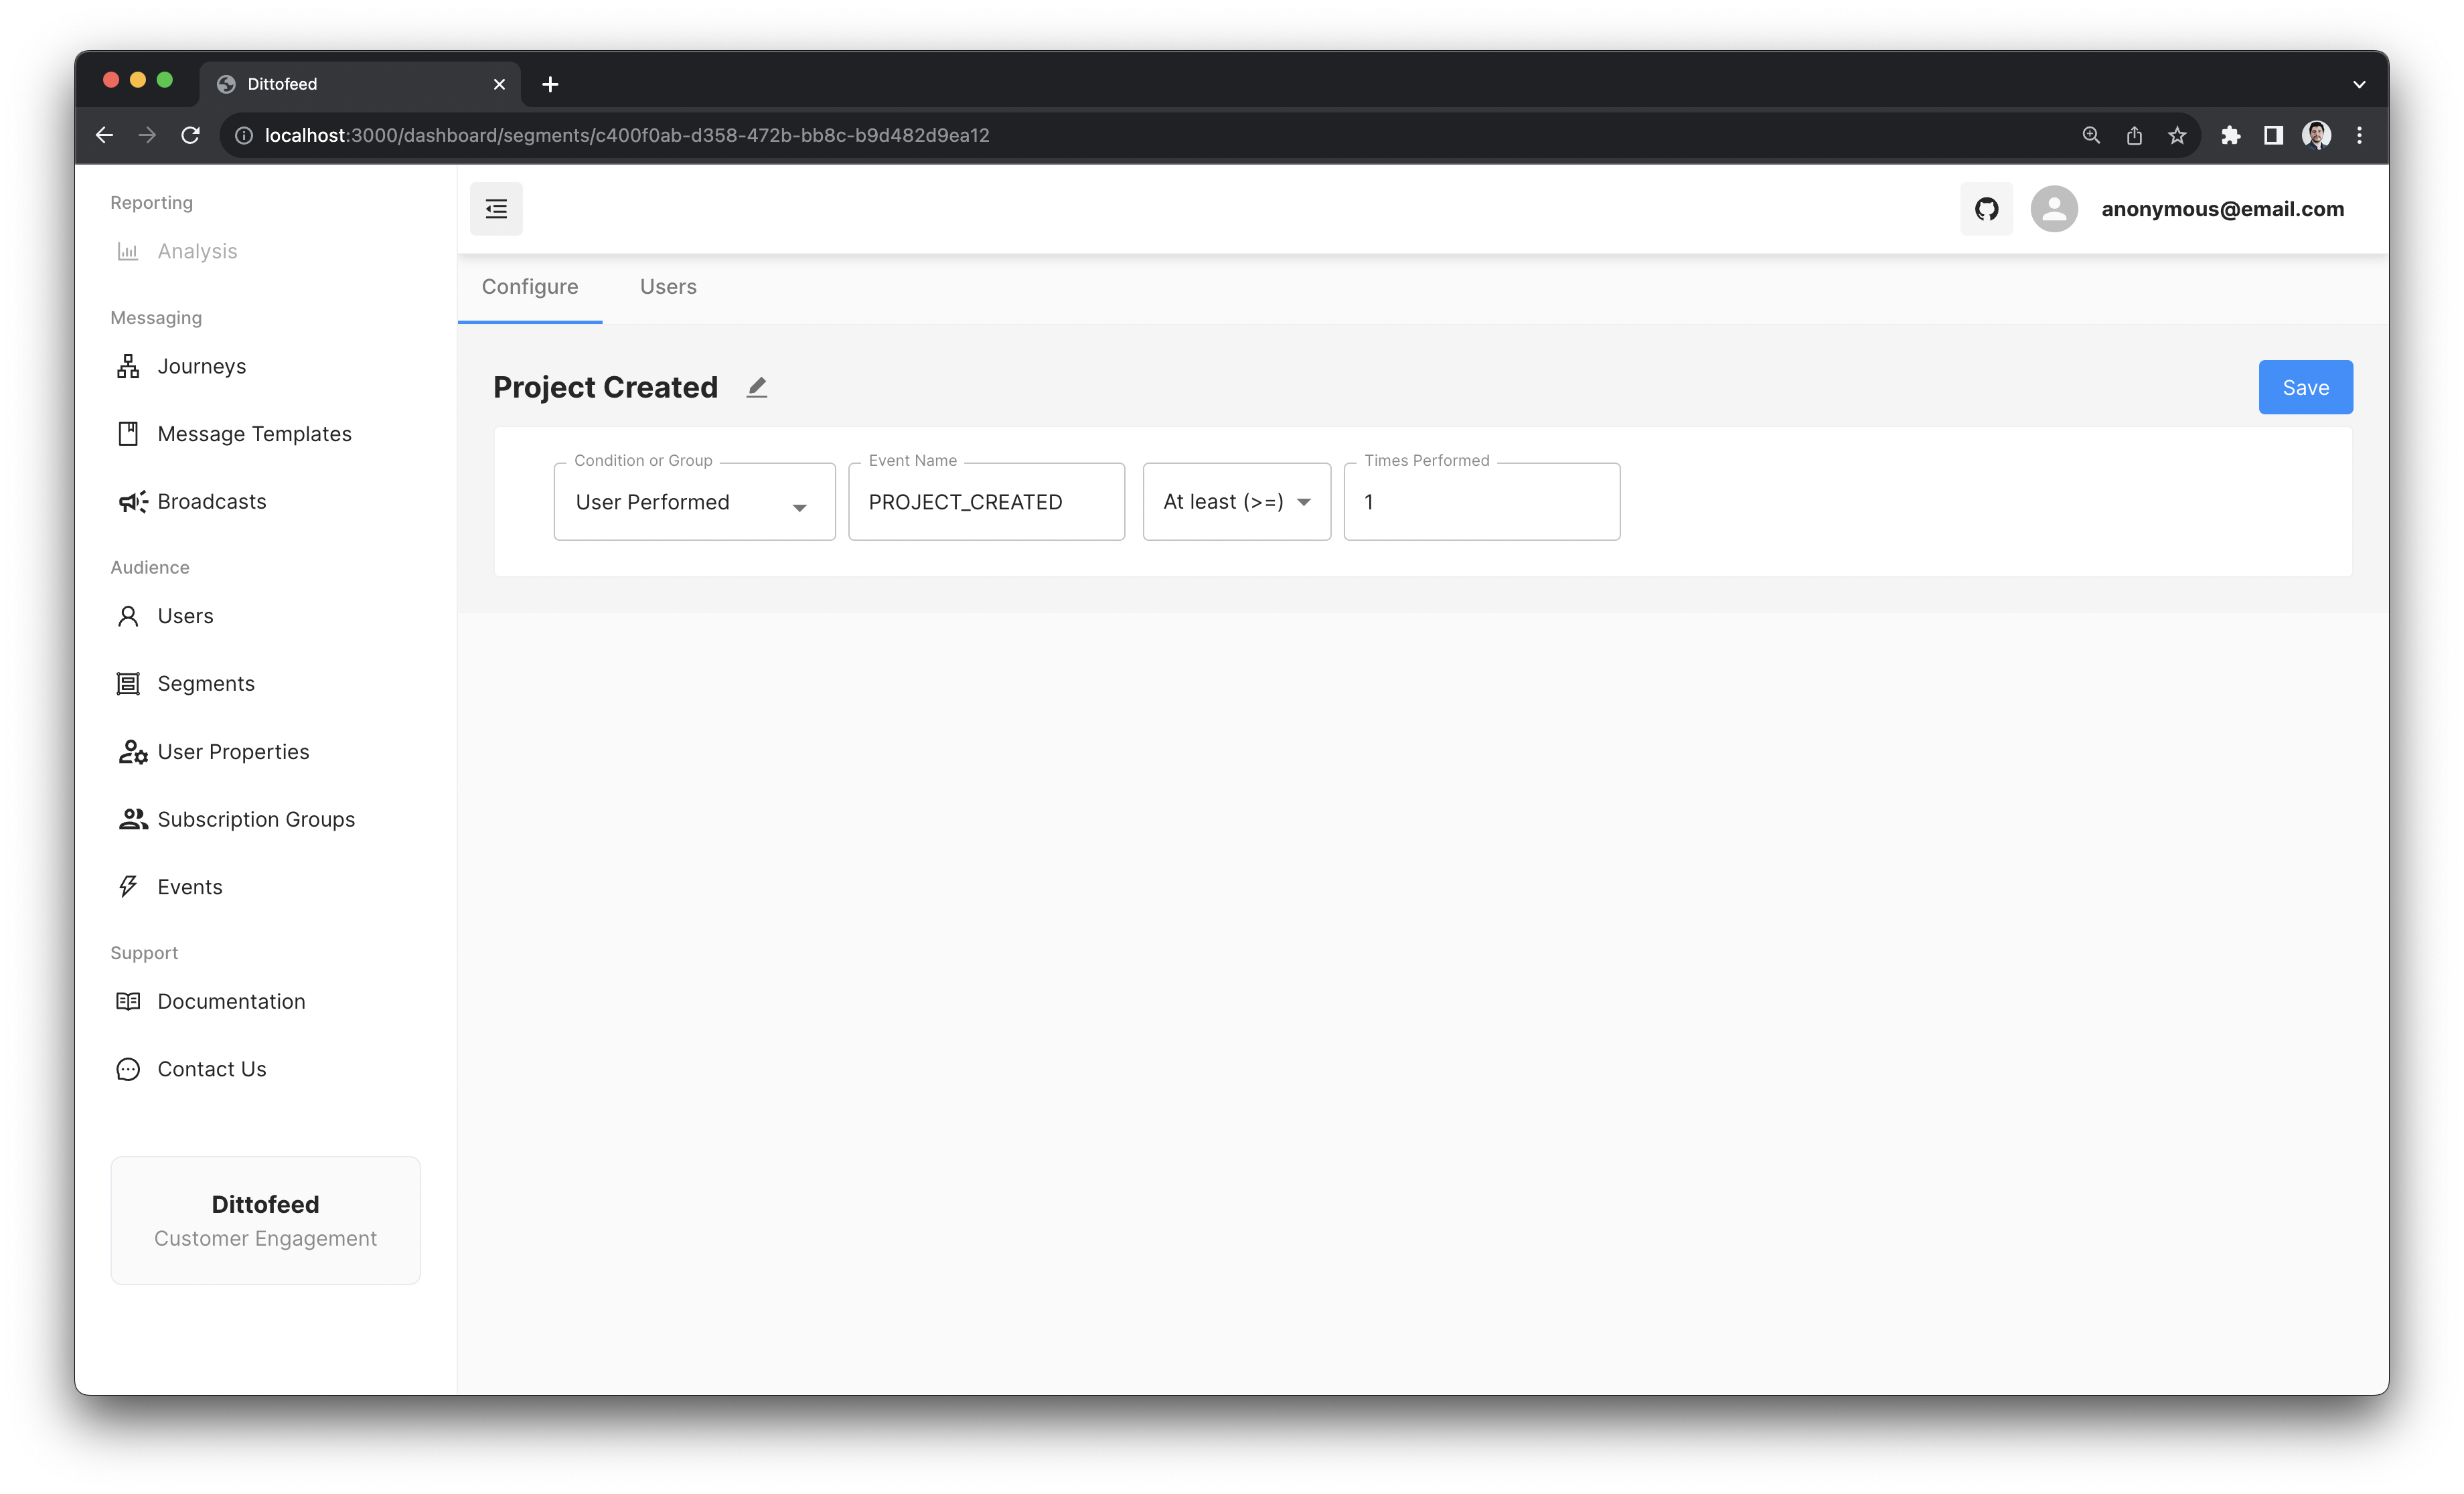 Dittofeed
localhost:3000/dashboard/segments/c400f0ab-d358-472b-bb8c-b9d482d9ea12
Reporting
Analysis
Messaging
Journeys
Message Templates
Broadcasts
Audience
Users
Segments
User Properties
Subscription Groups
Events
Support
Documentation
Contact Us
Dittofeed
Customer Engagement
anonymous@email.com
Configure Users
Project Created
Save
Condition or Group Event Name Times Performed
User Performed PROJECT_CREATED At least (>=) 1